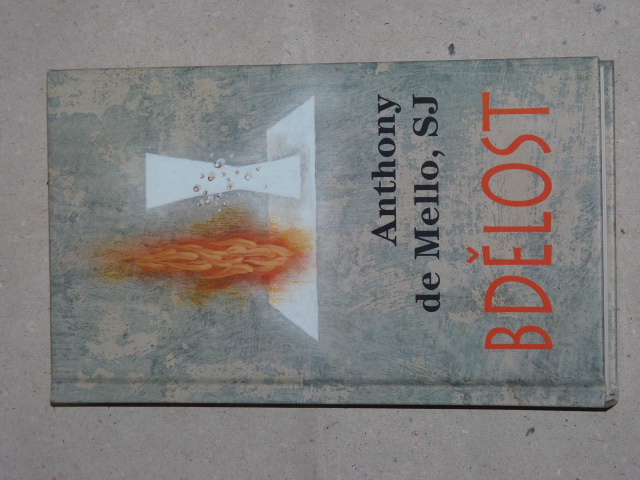 Anthony
de Mello, SJ
BDĚLOST